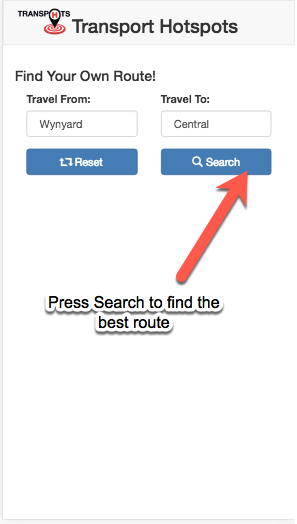 TRANSPHOTS
Transport Hotspots
Find Your Own Route!
Travel From: Travel To:
Wynyard Central
Reset Search
Press Search to find the
best route